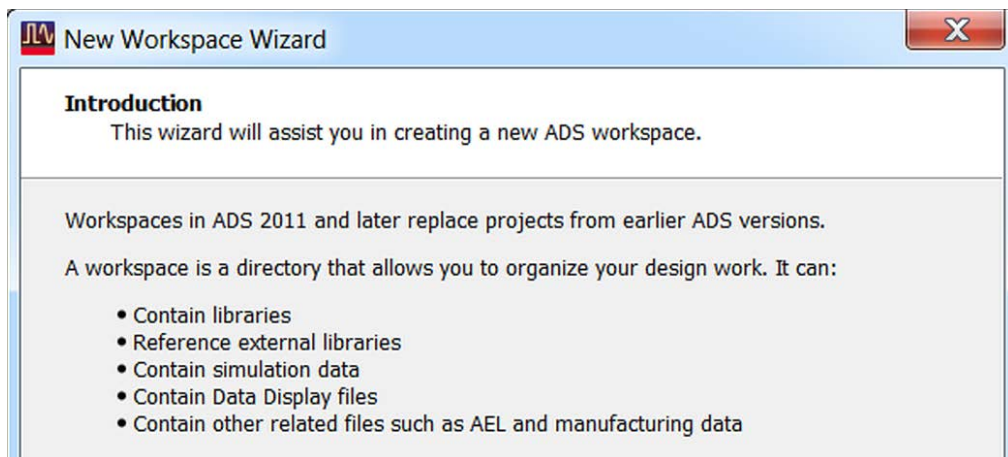 New Workspace Wizard
Introduction
This wizard will assist you in creating a new ADS workspace.
Workspaces in ADS 2011 and later replace projects from earlier ADS versions.
A workspace is a directory that allows you to organize your design work. It can:
• Contain libraries
• Reference external libraries
• Contain simulation data
• Contain Data Display files
• Contain other related files such as AEL and manufacturing data